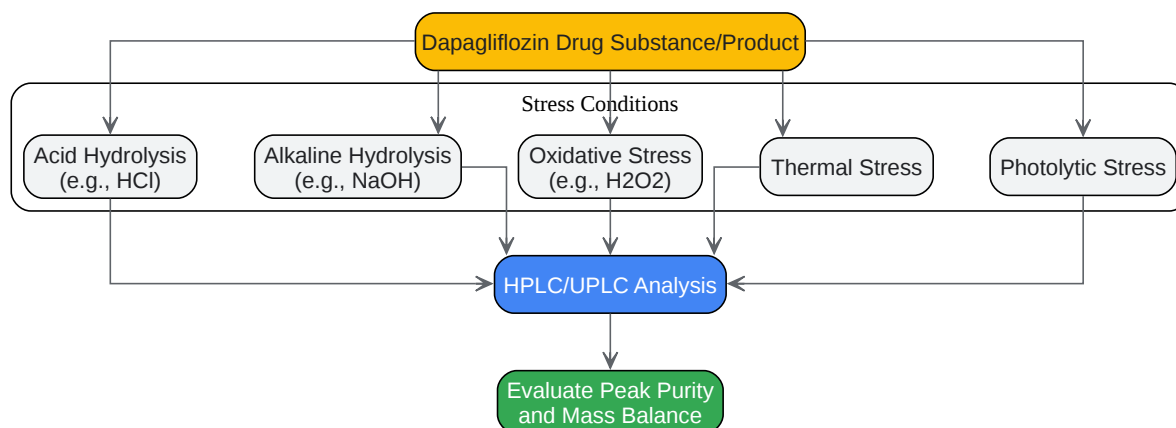 Dapagliflozin Drug Substance/Product
Stress Conditions
Acid Hydrolysis
(e.g., HCl)
Alkaline Hydrolysis
(e.g., NaOH)
Oxidative Stress
(e.g., H2O2)
Thermal Stress
Photolytic Stress
HPLC/UPLC Analysis
Evaluate Peak Purity
and Mass Balance